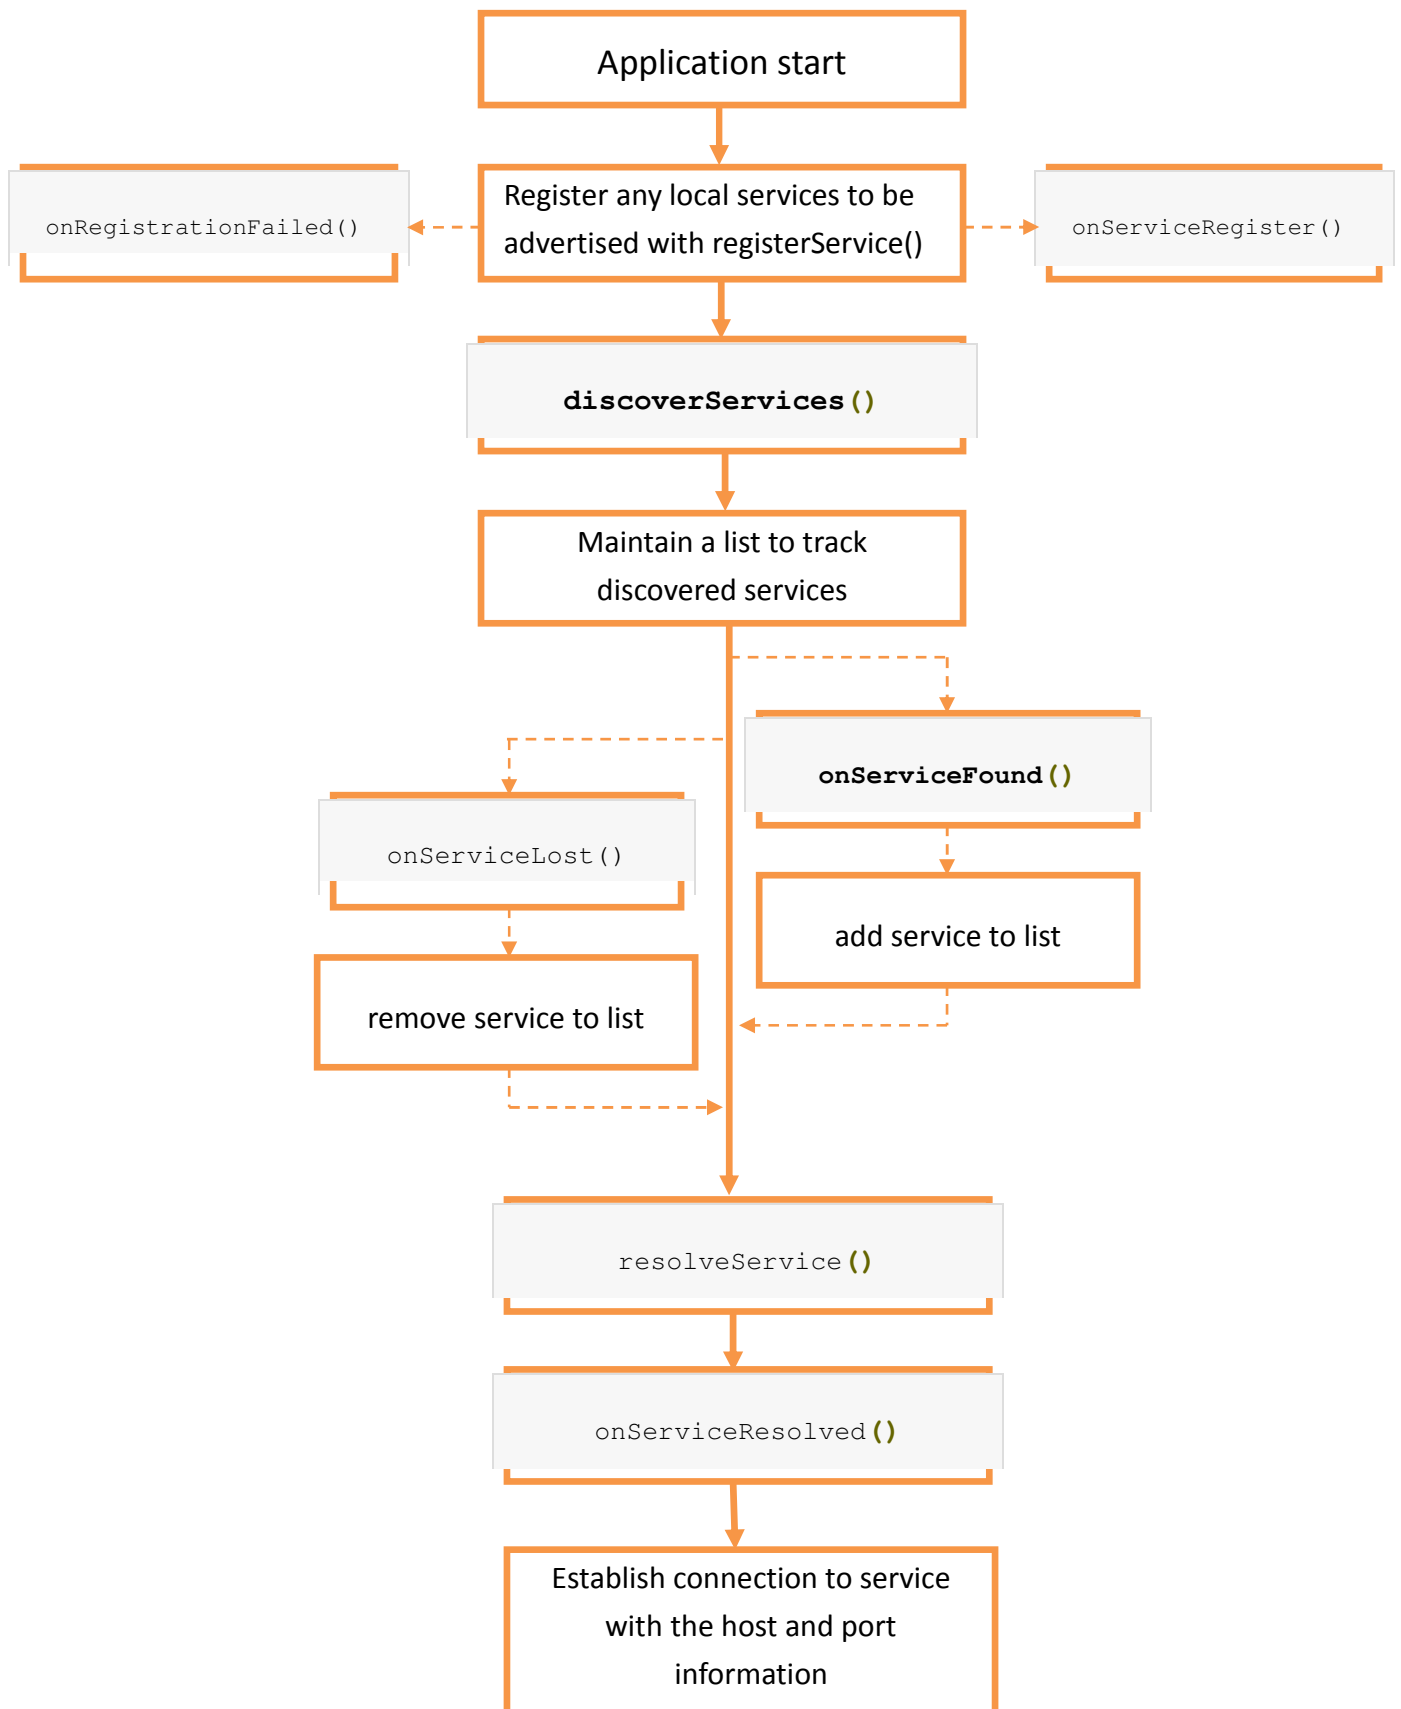 Application start
Register any local services to be
advertised with registerService()
onRegistrationFailed()
onServiceRegister()
discoverServices()
Maintain a list to track
discovered services
onServiceFound()
onServiceLost()
add service to list
remove service to list
resolveService()
onServiceResolved()
Establish connection to service
with the host and port
information